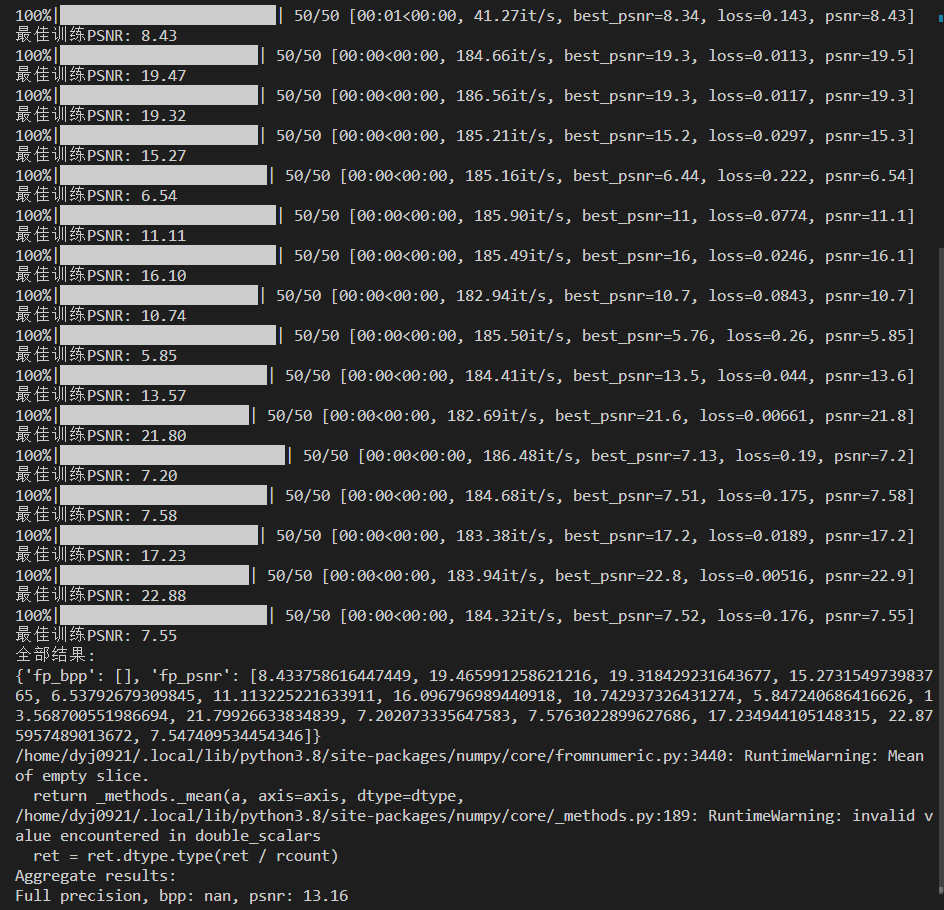 100%|██████████| 50/50 [00:01<00:00, 41.27it/s, best_psnr=8.34, loss=0.143, psnr=8.43]
最佳训练PSNR: 8.43
100%|██████████| 50/50 [00:00<00:00, 184.66it/s, best_psnr=19.3, loss=0.0113, psnr=19.5]
最佳训练PSNR: 19.47
100%|██████████| 50/50 [00:00<00:00, 186.56it/s, best_psnr=19.3, loss=0.0117, psnr=19.3]
最佳训练PSNR: 19.32
100%|██████████| 50/50 [00:00<00:00, 185.21it/s, best_psnr=15.2, loss=0.0297, psnr=15.3]
最佳训练PSNR: 15.27
100%|██████████| 50/50 [00:00<00:00, 185.16it/s, best_psnr=6.44, loss=0.222, psnr=6.54]
最佳训练PSNR: 6.54
100%|██████████| 50/50 [00:00<00:00, 185.90it/s, best_psnr=11, loss=0.0774, psnr=11.1]
最佳训练PSNR: 11.11
100%|██████████| 50/50 [00:00<00:00, 185.49it/s, best_psnr=16, loss=0.0246, psnr=16.1]
最佳训练PSNR: 16.10
100%|██████████| 50/50 [00:00<00:00, 182.94it/s, best_psnr=10.7, loss=0.0843, psnr=10.7]
最佳训练PSNR: 10.74
100%|██████████| 50/50 [00:00<00:00, 185.50it/s, best_psnr=5.76, loss=0.26, psnr=5.85]
最佳训练PSNR: 5.85
100%|██████████| 50/50 [00:00<00:00, 184.41it/s, best_psnr=13.5, loss=0.044, psnr=13.6]
最佳训练PSNR: 13.57
100%|██████████| 50/50 [00:00<00:00, 182.69it/s, best_psnr=21.6, loss=0.00661, psnr=21.8]
最佳训练PSNR: 21.80
100%|██████████| 50/50 [00:00<00:00, 186.48it/s, best_psnr=7.13, loss=0.19, psnr=7.2]
最佳训练PSNR: 7.20
100%|██████████| 50/50 [00:00<00:00, 184.68it/s, best_psnr=7.51, loss=0.175, psnr=7.58]
最佳训练PSNR: 7.58
100%|██████████| 50/50 [00:00<00:00, 183.38it/s, best_psnr=17.2, loss=0.0189, psnr=17.2]
最佳训练PSNR: 17.23
100%|██████████| 50/50 [00:00<00:00, 183.94it/s, best_psnr=22.8, loss=0.00516, psnr=22.9]
最佳训练PSNR: 22.88
100%|██████████| 50/50 [00:00<00:00, 184.32it/s, best_psnr=7.52, loss=0.176, psnr=7.55]
最佳训练PSNR: 7.55
全部结果:
{'fp_bpp': [], 'fp_psnr': [8.433758616447449, 19.465991258621216, 19.318429231643677, 15.2731549739837
65, 6.53792679309845, 11.113225221633911, 16.096796989440918, 10.742937326431274, 5.847240686416626, 1
3.568700551986694, 21.79926633834839, 7.202073335647583, 7.5763022899627686, 17.234944105148315, 22.87
5957489013672, 7.547409534454346]}
/home/dyj0921/.local/lib/python3.8/site-packages/numpy/core/fromnumeric.py:3440: RuntimeWarning: Mean
of empty slice.
  return _methods._mean(a, axis=axis, dtype=dtype,
/home/dyj0921/.local/lib/python3.8/site-packages/numpy/core/_methods.py:189: RuntimeWarning: invalid v
alue encountered in double_scalars
  ret = ret.dtype.type(ret / rcount)
Aggregate results:
Full precision, bpp: nan, psnr: 13.16